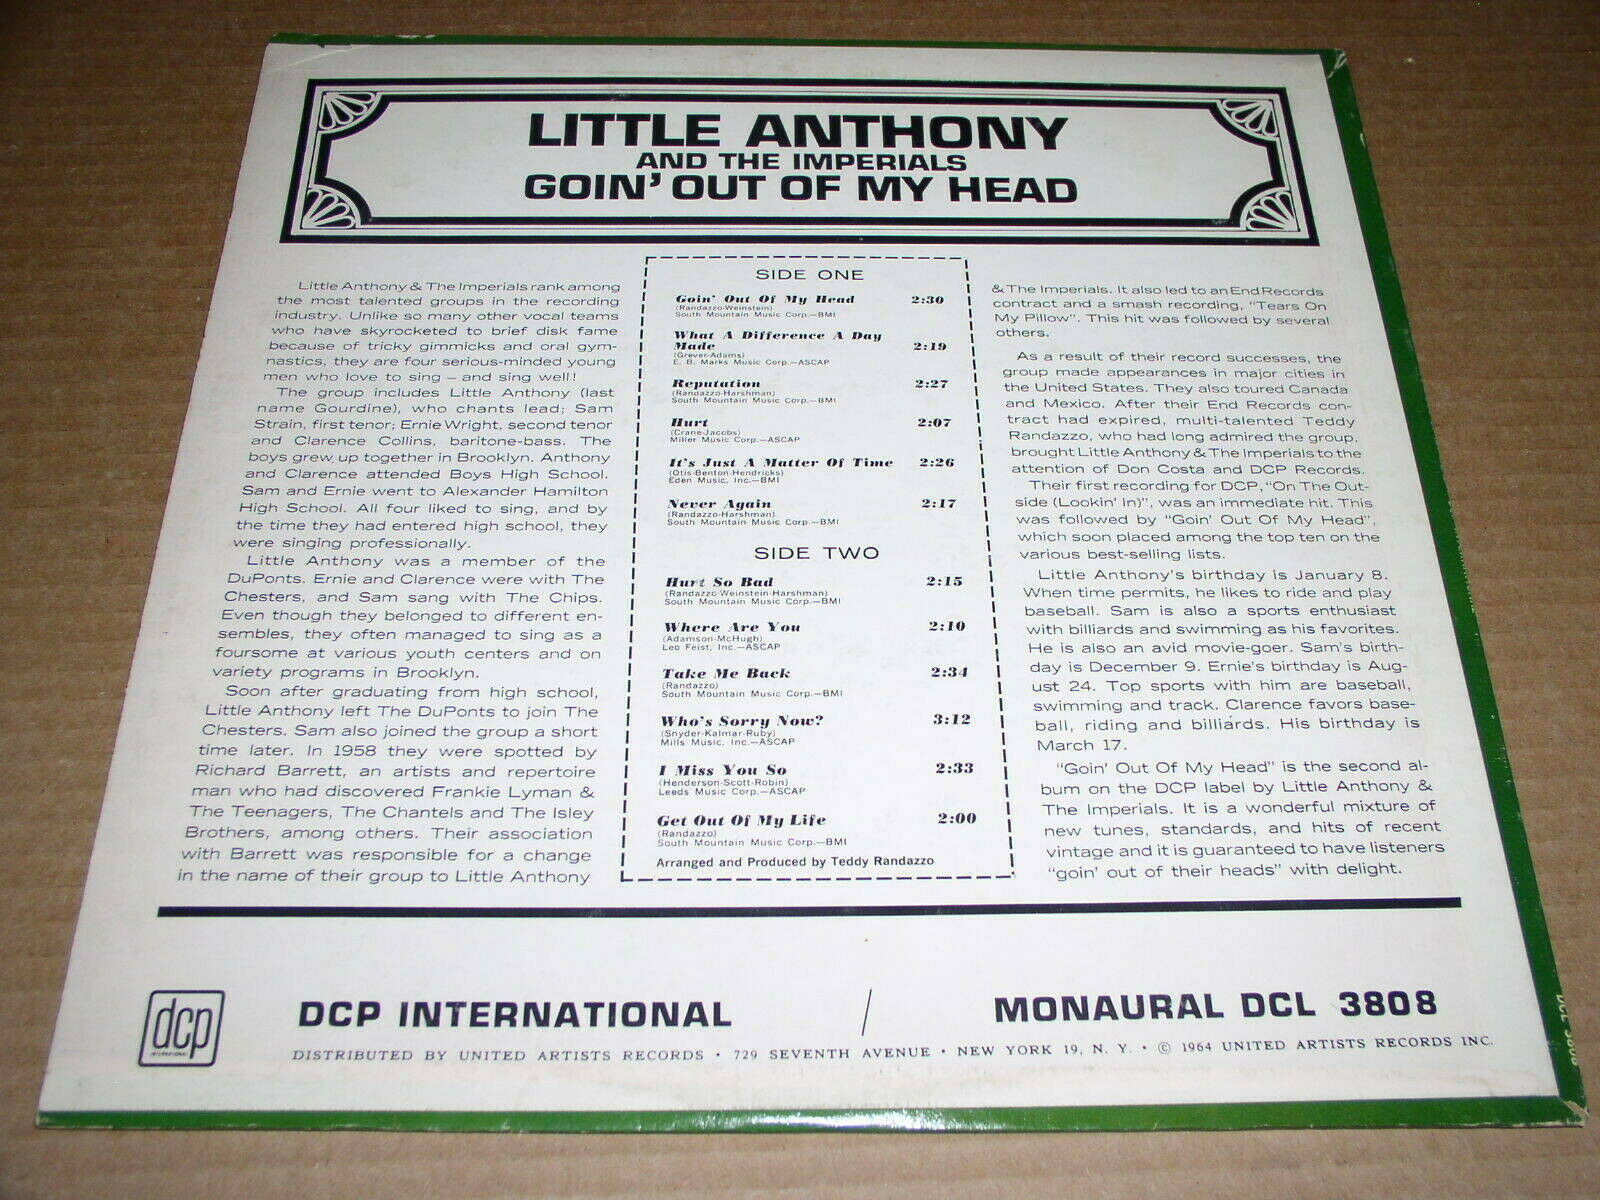 LITTLE ANTHONY
AND THE IMPERIALS
GOIN' OUT OF MY HEAD
Little Anthony & The Imperials rank among
the most talented groups in the recording
industry. Unlike so many other vocal teams
who have skyrocketed to brief disk fame
because of tricky gimmicks and oral gym-
nastics, they are four serious-minded young
men who love to sing — and sing well!
The group includes Little Anthony (last
name Gourdine), who chants lead; Sam
Strain, first tenor; Ernie Wright, second tenor
and Clarence Collins, baritone-bass. The
boys grew up together in Brooklyn. Anthony
and Clarence attended Boys High School.
Sam and Ernie went to Alexander Hamilton
High School. All four liked to sing, and by
the time they had entered high school, they
were singing professionally.
Little Anthony was a member of the
DuPonts. Ernie and Clarence were with The
Chesters, and Sam sang with The Chips.
Even though they belonged to different en-
sembles, they often managed to sing as a
foursome at various youth centers and on
variety programs in Brooklyn.
Soon after graduating from high school,
Little Anthony left The DuPonts to join The
Chesters. Sam also joined the group a short
time later. In 1958 they were spotted by
Richard Barrett, an artists and repertoire
man who had discovered Frankie Lyman &
The Teenagers, The Chantels and The Isley
Brothers, among others. Their association
with Barrett was responsible for a change
in the name of their group to Little Anthony
SIDE ONE
Goin' Out Of My Head 2:30
(Randazzo-Weinstein)
South Mountain Music Corp.—BMI
What A Difference A Day
Made 2:19
(Grever-Adams)
E. B. Marks Music Corp.—ASCAP
Reputation 2:27
(Randazzo-Harshman)
South Mountain Music Corp.—BMI
Hurt 2:07
(Crane-Jacobs)
Miller Music Corp.—ASCAP
It's Just A Matter Of Time 2:26
(Otis-Benton-Hendricks)
Eden Music, Inc.—BMI
Never Again 2:17
(Randazzo-Harshman)
South Mountain Music Corp.—BMI
SIDE TWO
Hurt So Bad 2:15
(Randazzo-Weinstein-Harshman)
South Mountain Music Corp.—BMI
Where Are You 2:10
(Adamson-McHugh)
Leo Feist, Inc.—ASCAP
Take Me Back 2:34
(Randazzo)
South Mountain Music Corp.—BMI
Who's Sorry Now? 3:12
(Snyder-Kalmar-Ruby)
Mills Music, Inc.—ASCAP
I Miss You So 2:33
(Henderson-Scott-Robin)
Leeds Music Corp.—ASCAP
Get Out Of My Life 2:00
(Randazzo)
South Mountain Music Corp.—BMI
Arranged and Produced by Teddy Randazzo
& The Imperials. It also led to an End Records
contract and a smash recording, "Tears On
My Pillow". This hit was followed by several
others.
As a result of their record successes, the
group made appearances in major cities in
the United States. They also toured Canada
and Mexico. After their End Records con-
tract had expired, multi-talented Teddy
Randazzo, who had long admired the group,
brought Little Anthony & The Imperials to the
attention of Don Costa and DCP Records.
Their first recording for DCP, "On The Out-
side (Lookin' In)", was an immediate hit. This
was followed by "Goin' Out Of My Head",
which soon placed among the top ten on the
various best-selling lists.
Little Anthony's birthday is January 8.
When time permits, he likes to ride and play
baseball. Sam is also a sports enthusiast
with billiards and swimming as his favorites.
He is also an avid movie-goer. Sam's birth-
day is December 9. Ernie's birthday is Aug-
ust 24. Top sports with him are baseball,
swimming and track. Clarence favors base-
ball, riding and billiards. His birthday is
March 17.
"Goin' Out Of My Head" is the second al-
bum on the DCP label by Little Anthony &
The Imperials. It is a wonderful mixture of
new tunes, standards, and hits of recent
vintage and it is guaranteed to have listeners
"goin' out of their heads" with delight.
dcp
INTERNATIONAL
DCP INTERNATIONAL / MONAURAL DCL 3808
DISTRIBUTED BY UNITED ARTISTS RECORDS • 729 SEVENTH AVENUE • NEW YORK 19, N. Y. • © 1964 UNITED ARTISTS RECORDS INC.
DCL 3808